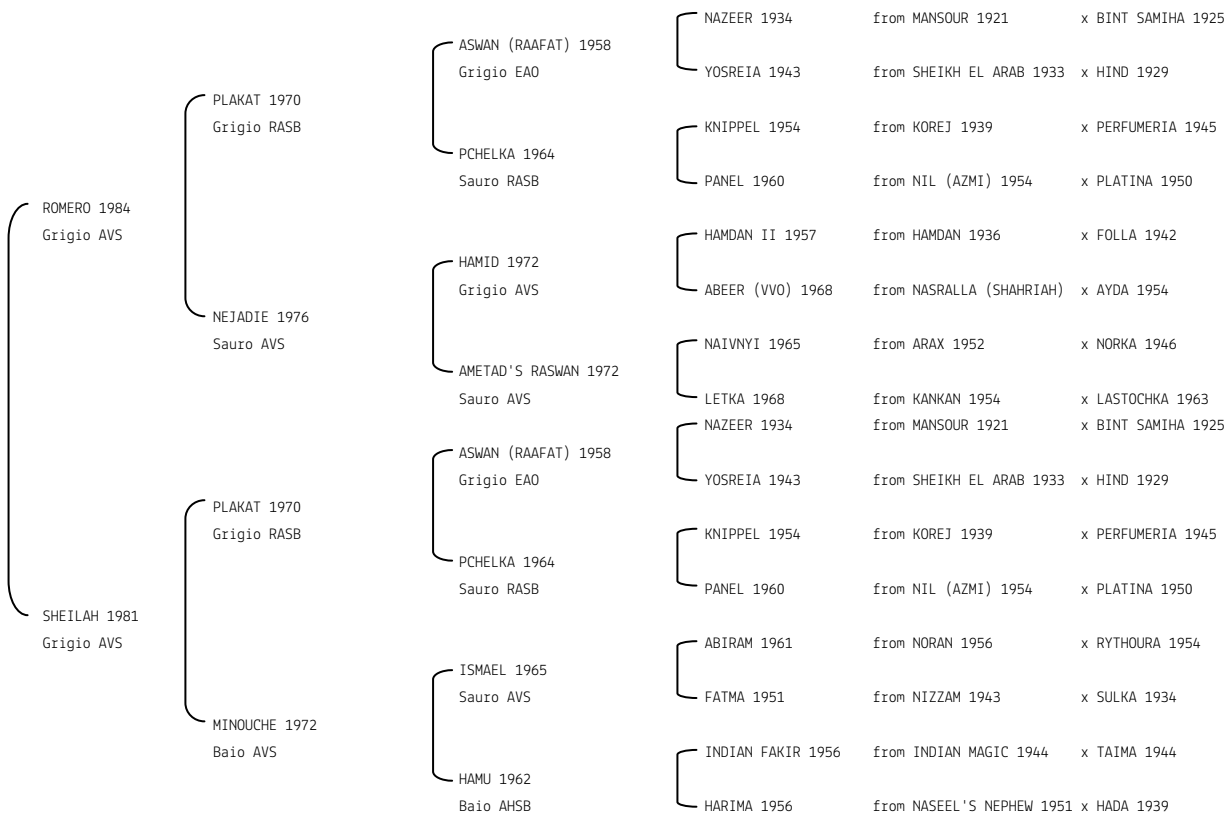 NAZEER 1934 from MANSOUR 1921 x BINT SAMIHA 1925
ASWAN (RAAFAT) 1958
Grigio EAO YOSREIA 1943 from SHEIKH EL ARAB 1933 x HIND 1929
PLAKAT 1970
Grigio RASB KNIPPEL 1954 from KOREJ 1939 x PERFUMERIA 1945
PCHELKA 1964
Sauro RASB PANEL 1960 from NIL (AZMI) 1954 x PLATINA 1950
ROMERO 1984
Grigio AVS HAMDAN II 1957 from HAMDAN 1936 x FOLLA 1942
HAMID 1972
Grigio AVS ABEER (VVO) 1968 from NASRALLA (SHAHRIAH) x AYDA 1954
NEJADIE 1976
Sauro AVS NAIVNYI 1965 from ARAX 1952 x NORKA 1946
AMETAD'S RASWAN 1972
Sauro AVS LETKA 1968 from KANKAN 1954 x LASTOCHKA 1963
NAZEER 1934 from MANSOUR 1921 x BINT SAMIHA 1925
ASWAN (RAAFAT) 1958
Grigio EAO YOSREIA 1943 from SHEIKH EL ARAB 1933 x HIND 1929
PLAKAT 1970
Grigio RASB KNIPPEL 1954 from KOREJ 1939 x PERFUMERIA 1945
PCHELKA 1964
Sauro RASB PANEL 1960 from NIL (AZMI) 1954 x PLATINA 1950
SHEILAH 1981
Grigio AVS ABIRAM 1961 from NORAN 1956 x RYTHOURA 1954
ISMAEL 1965
Sauro AVS FATMA 1951 from NIZZAM 1943 x SULKA 1934
MINOUCHE 1972
Baio AVS INDIAN FAKIR 1956 from INDIAN MAGIC 1944 x TAIMA 1944
HAMU 1962
Baio AHSB HARIMA 1956 from NASEEL'S NEPHEW 1951 x HADA 1939